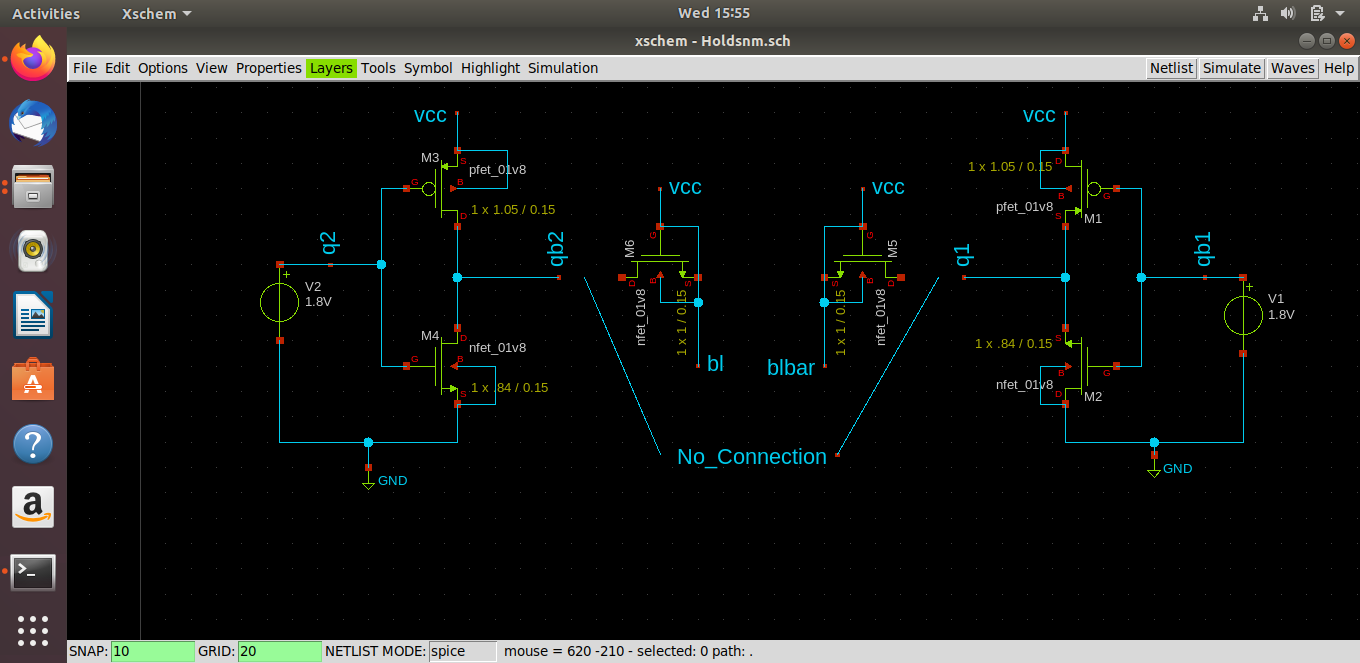 Activities
Xschem
Wed 15:55
xschem - Holdsnm.sch
File Edit Options View Properties Layers Tools Symbol Highlight Simulation
Netlist Simulate Waves Help
vcc
M3
S
pfet_01v8
G
B
D
1 x 1.05 / 0.15
q2
qb2
+
V2
1.8V
M4
D
nfet_01v8
G
B
1 x .84 / 0.15
S
GND
vcc
M6
G
D
B
S
nfet_01v8
1 x 1 / 0.15
bl
vcc
M5
G
S
B
D
1 x 1 / 0.15
nfet_01v8
blbar
No_Connection
vcc
D
1 x 1.05 / 0.15
B
G
pfet_01v8
S
M1
q1
qb1
+
V1
1.8V
S
1 x .84 / 0.15
B
G
nfet_01v8
D
M2
GND
a
SNAP: 10 GRID: 20 NETLIST MODE: spice mouse = 620 -210 - selected: 0 path: .